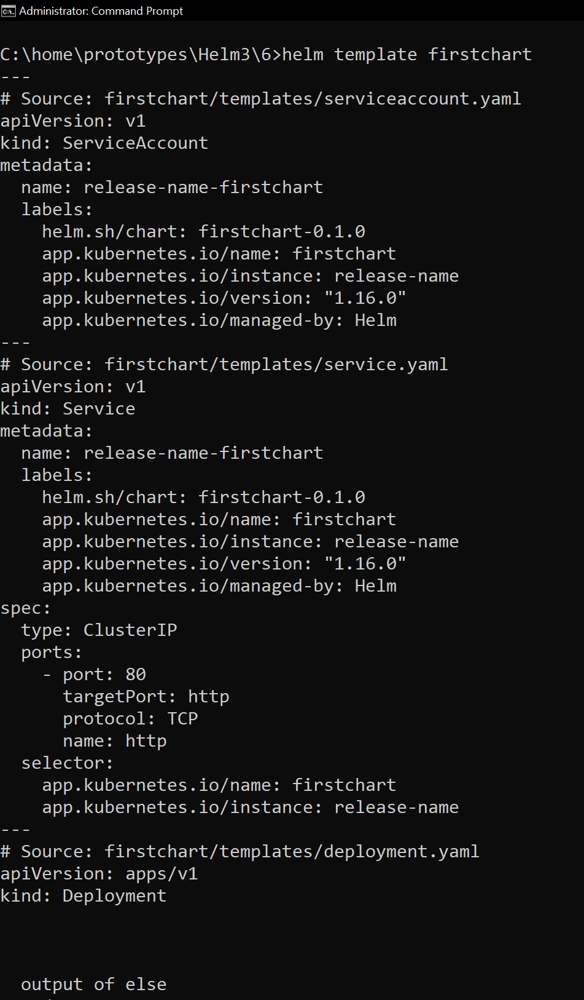 Administrator: Command Prompt
C:\home\prototypes\Helm3\6>helm template firstchart
---
# Source: firstchart/templates/serviceaccount.yaml
apiVersion: v1
kind: ServiceAccount
metadata:
  name: release-name-firstchart
  labels:
    helm.sh/chart: firstchart-0.1.0
    app.kubernetes.io/name: firstchart
    app.kubernetes.io/instance: release-name
    app.kubernetes.io/version: "1.16.0"
    app.kubernetes.io/managed-by: Helm
---
# Source: firstchart/templates/service.yaml
apiVersion: v1
kind: Service
metadata:
  name: release-name-firstchart
  labels:
    helm.sh/chart: firstchart-0.1.0
    app.kubernetes.io/name: firstchart
    app.kubernetes.io/instance: release-name
    app.kubernetes.io/version: "1.16.0"
    app.kubernetes.io/managed-by: Helm
spec:
  type: ClusterIP
  ports:
    - port: 80
      targetPort: http
      protocol: TCP
      name: http
  selector:
    app.kubernetes.io/name: firstchart
    app.kubernetes.io/instance: release-name
---
# Source: firstchart/templates/deployment.yaml
apiVersion: apps/v1
kind: Deployment
  output of else